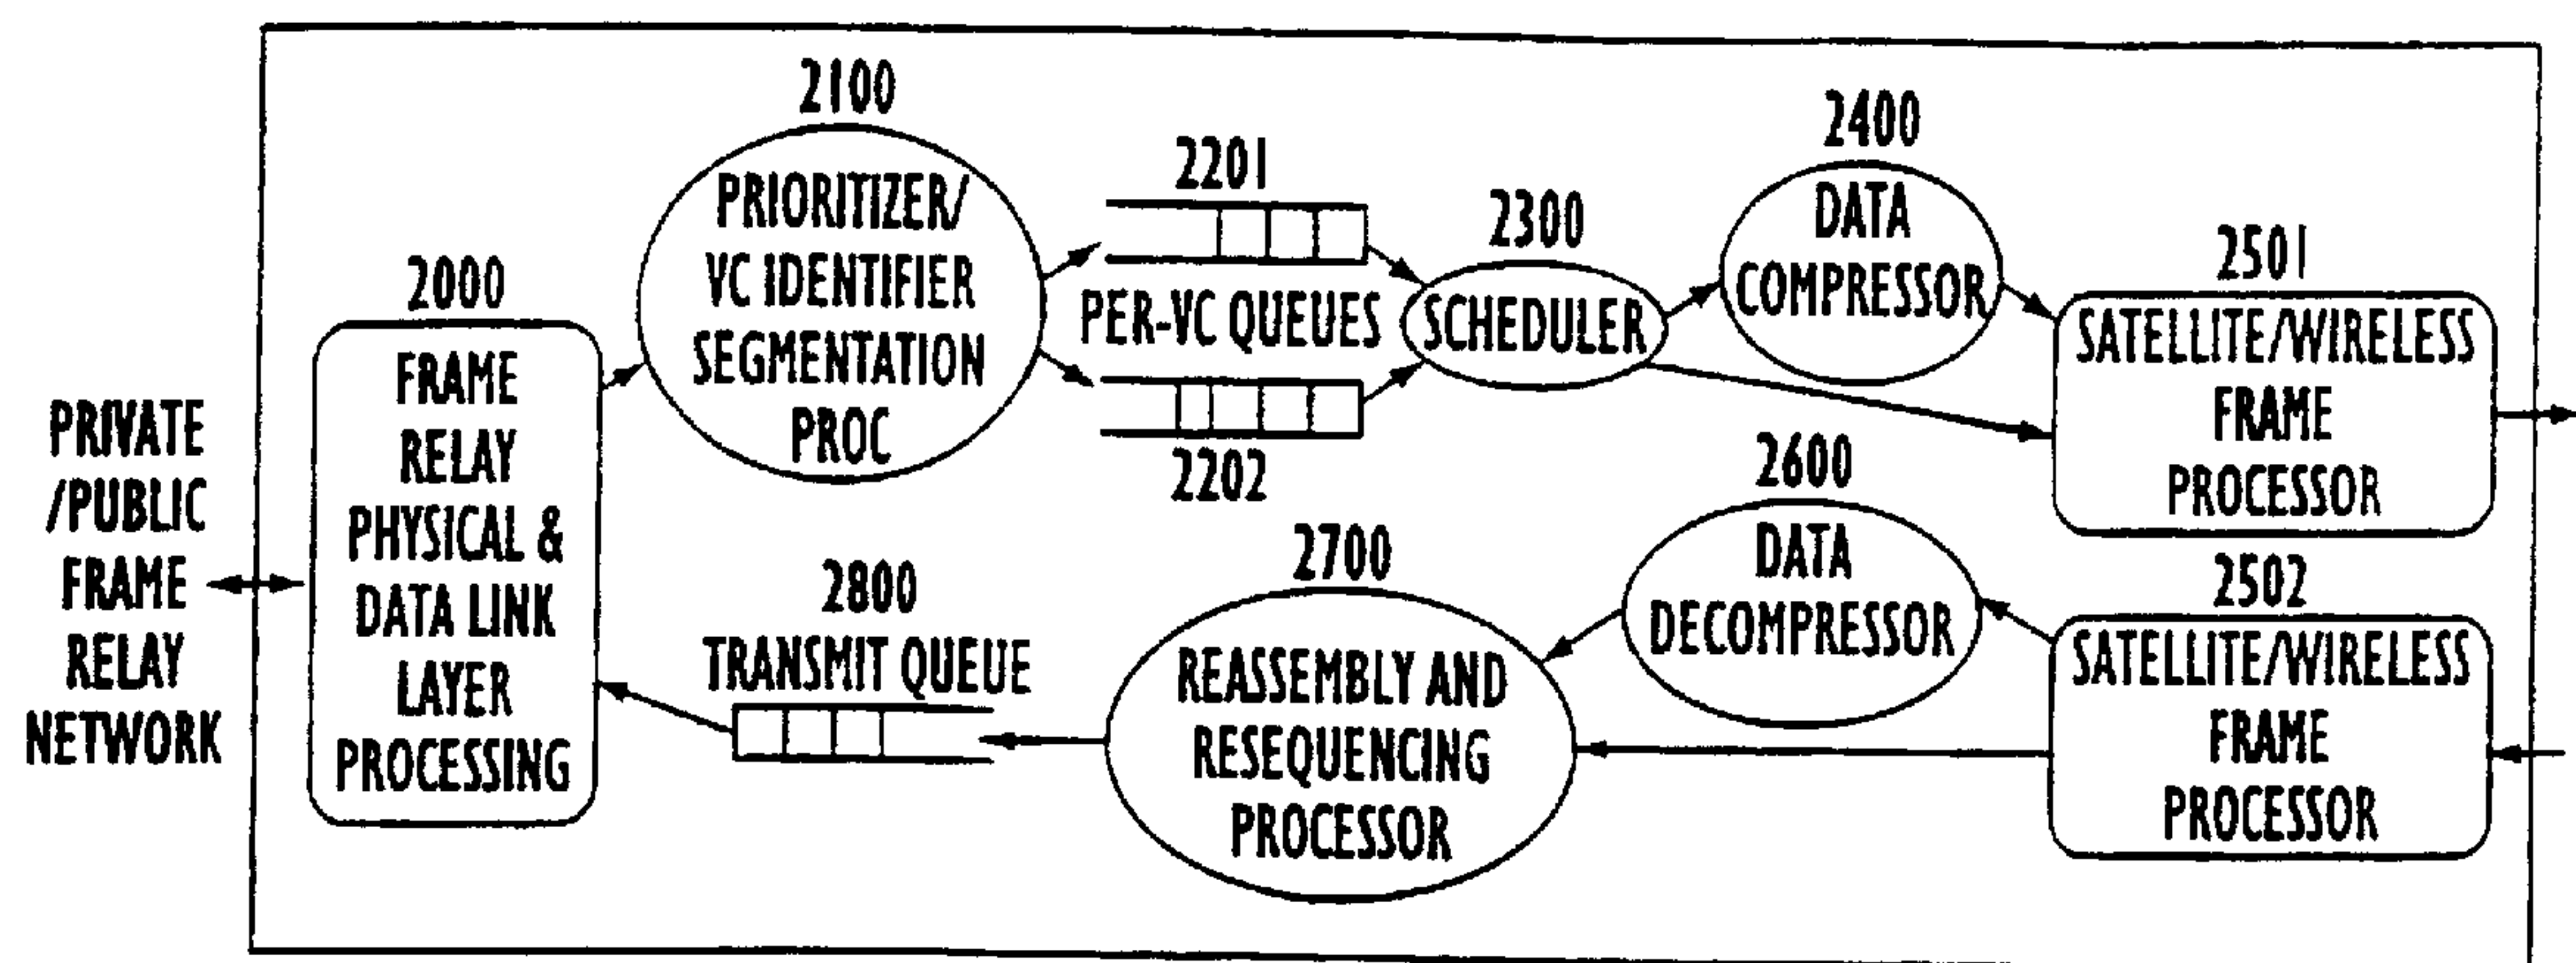 PRIVATE
/PUBLIC
FRAME
RELAY
NETWORK
2000
FRAME
RELAY
PHYSICAL &
DATA LINK
LAYER
PROCESSING
2100
PRIORITIZER/
VC IDENTIFIER
SEGMENTATION
PROC
2201
PER-VC QUEUES
2202
2300
SCHEDULER
2400
DATA
COMPRESSOR
2501
SATELLITE/WIRELESS
FRAME
PROCESSOR
2502
SATELLITE/WIRELESS
FRAME
PROCESSOR
2600
DATA
DECOMPRESSOR
2700
REASSEMBLY AND
RESEQUENCING
PROCESSOR
2800
TRANSMIT QUEUE